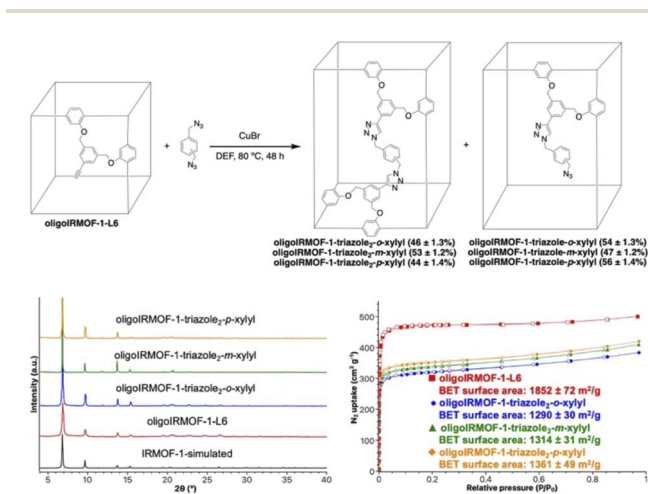 N₃
CuBr
+
DEF, 80 °C, 48 h
+
N₃
O
O
oligoIRMOF-1-L6
O
O
N
N=N
N
N=N
O
O
O
O
N
N=N
N₃
oligoIRMOF-1-triazole₂-o-xylyl (46 ± 1.3%)
oligoIRMOF-1-triazole₂-m-xylyl (53 ± 1.2%)
oligoIRMOF-1-triazole₂-p-xylyl (44 ± 1.4%)
oligoIRMOF-1-triazole-o-xylyl (54 ± 1.3%)
oligoIRMOF-1-triazole-m-xylyl (47 ± 1.2%)
oligoIRMOF-1-triazole-p-xylyl (56 ± 1.4%)
Intensity (a.u.)
oligoIRMOF-1-triazole₂-p-xylyl
oligoIRMOF-1-triazole₂-m-xylyl
oligoIRMOF-1-triazole₂-o-xylyl
oligoIRMOF-1-L6
IRMOF-1-simulated
5 10 15 20 25 30 35 40
2θ (°)
N₂ uptake (cm³ g⁻¹)
500
400
300
200
100
0
oligoIRMOF-1-L6
BET surface area: 1852 ± 72 m²/g
oligoIRMOF-1-triazole₂-o-xylyl
BET surface area: 1290 ± 30 m²/g
oligoIRMOF-1-triazole₂-m-xylyl
BET surface area: 1314 ± 31 m²/g
oligoIRMOF-1-triazole₂-p-xylyl
BET surface area: 1361 ± 49 m²/g
0 0.2 0.4 0.6 0.8 1
Relative pressure (P/P₀)